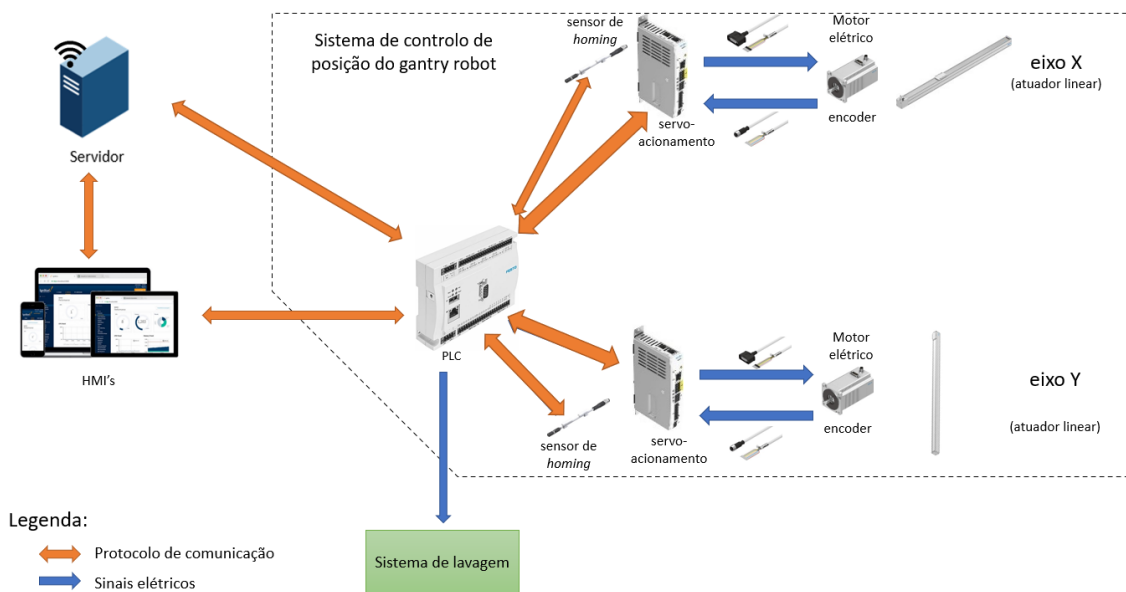 Sistema de controlo de
posição do gantry robot
sensor de
homing
servo-
acionamento
Motor
elétrico
encoder
eixo X
(atuador linear)
Servidor
HMI's
PLC
sensor de
homing
servo-
acionamento
Motor
elétrico
encoder
eixo Y
(atuador linear)
Sistema de lavagem
Legenda:
Protocolo de comunicação
Sinais elétricos